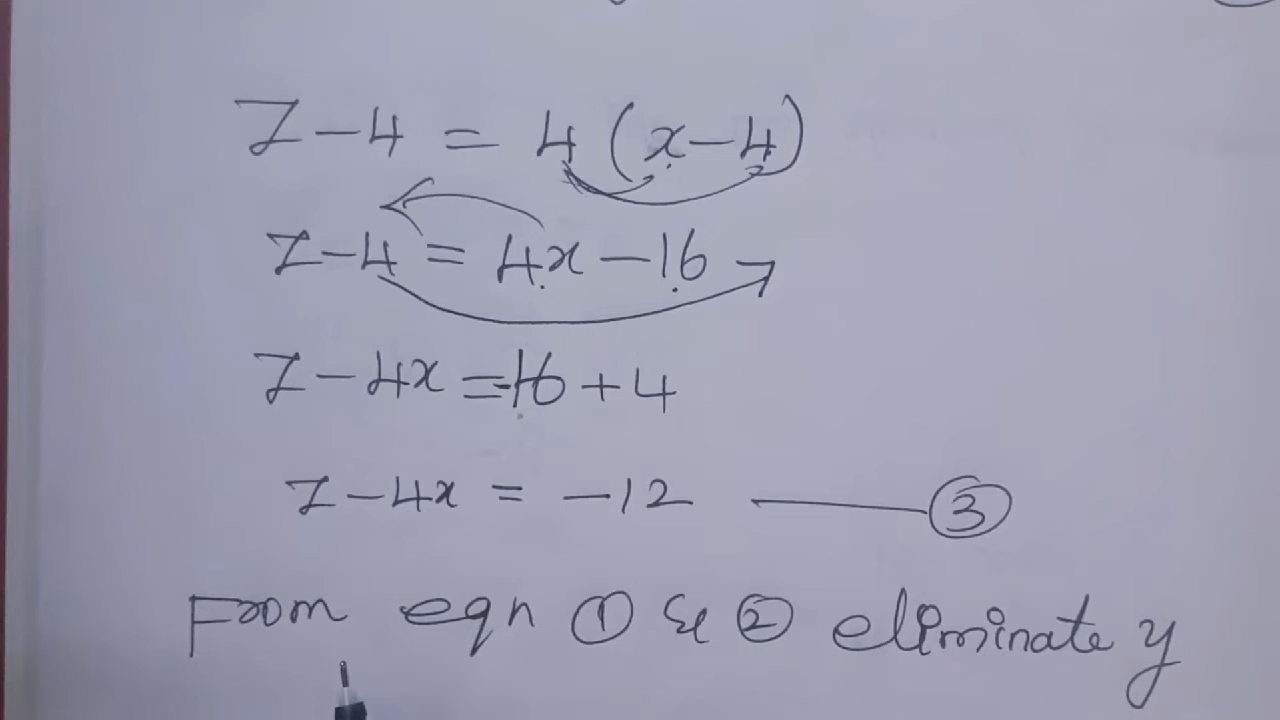 Z - 4 = 4 (x - 4)
Z - 4 = 4x - 16
Z - 4x = -16 + 4
Z - 4x = -12 ③
From eqn ① & ② eliminate y